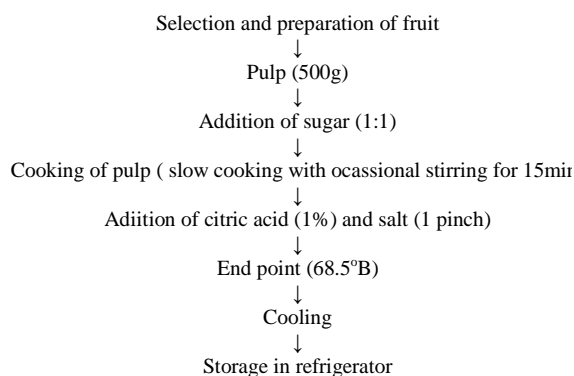 Selection and preparation of fruit
↓
Pulp (500g)
↓
Addition of sugar (1:1)
↓
Cooking of pulp ( slow cooking with ocassional stirring for 15min
↓
Adiition of citric acid (1%) and salt (1 pinch)
↓
End point (68.5°B)
↓
Cooling
↓
Storage in refrigerator